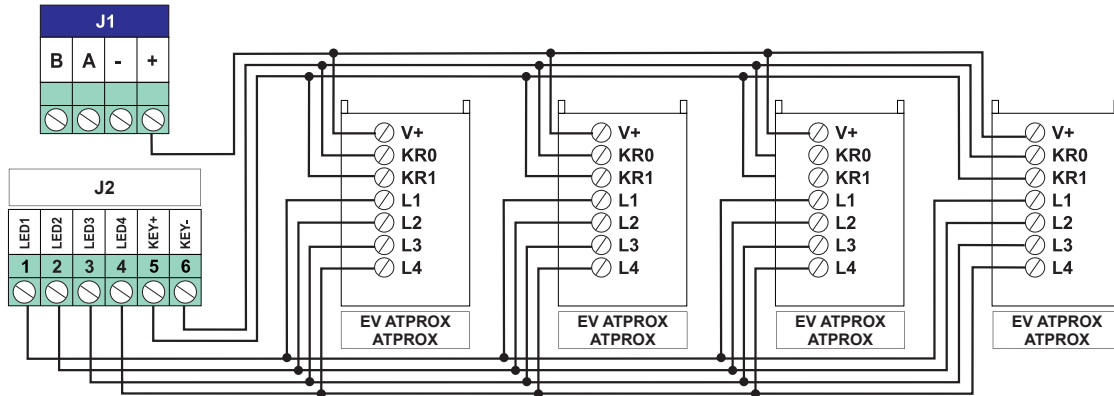 J1
B A - +
J2
LED1 LED2 LED3 LED4 KEY+ KEY-
1 2 3 4 5 6
V+
KR0
KR1
L1
L2
L3
L4
EV ATPROX
ATPROX
V+
KR0
KR1
L1
L2
L3
L4
EV ATPROX
ATPROX
V+
KR0
KR1
L1
L2
L3
L4
EV ATPROX
ATPROX
V+
KR0
KR1
L1
L2
L3
L4
EV ATPROX
ATPROX